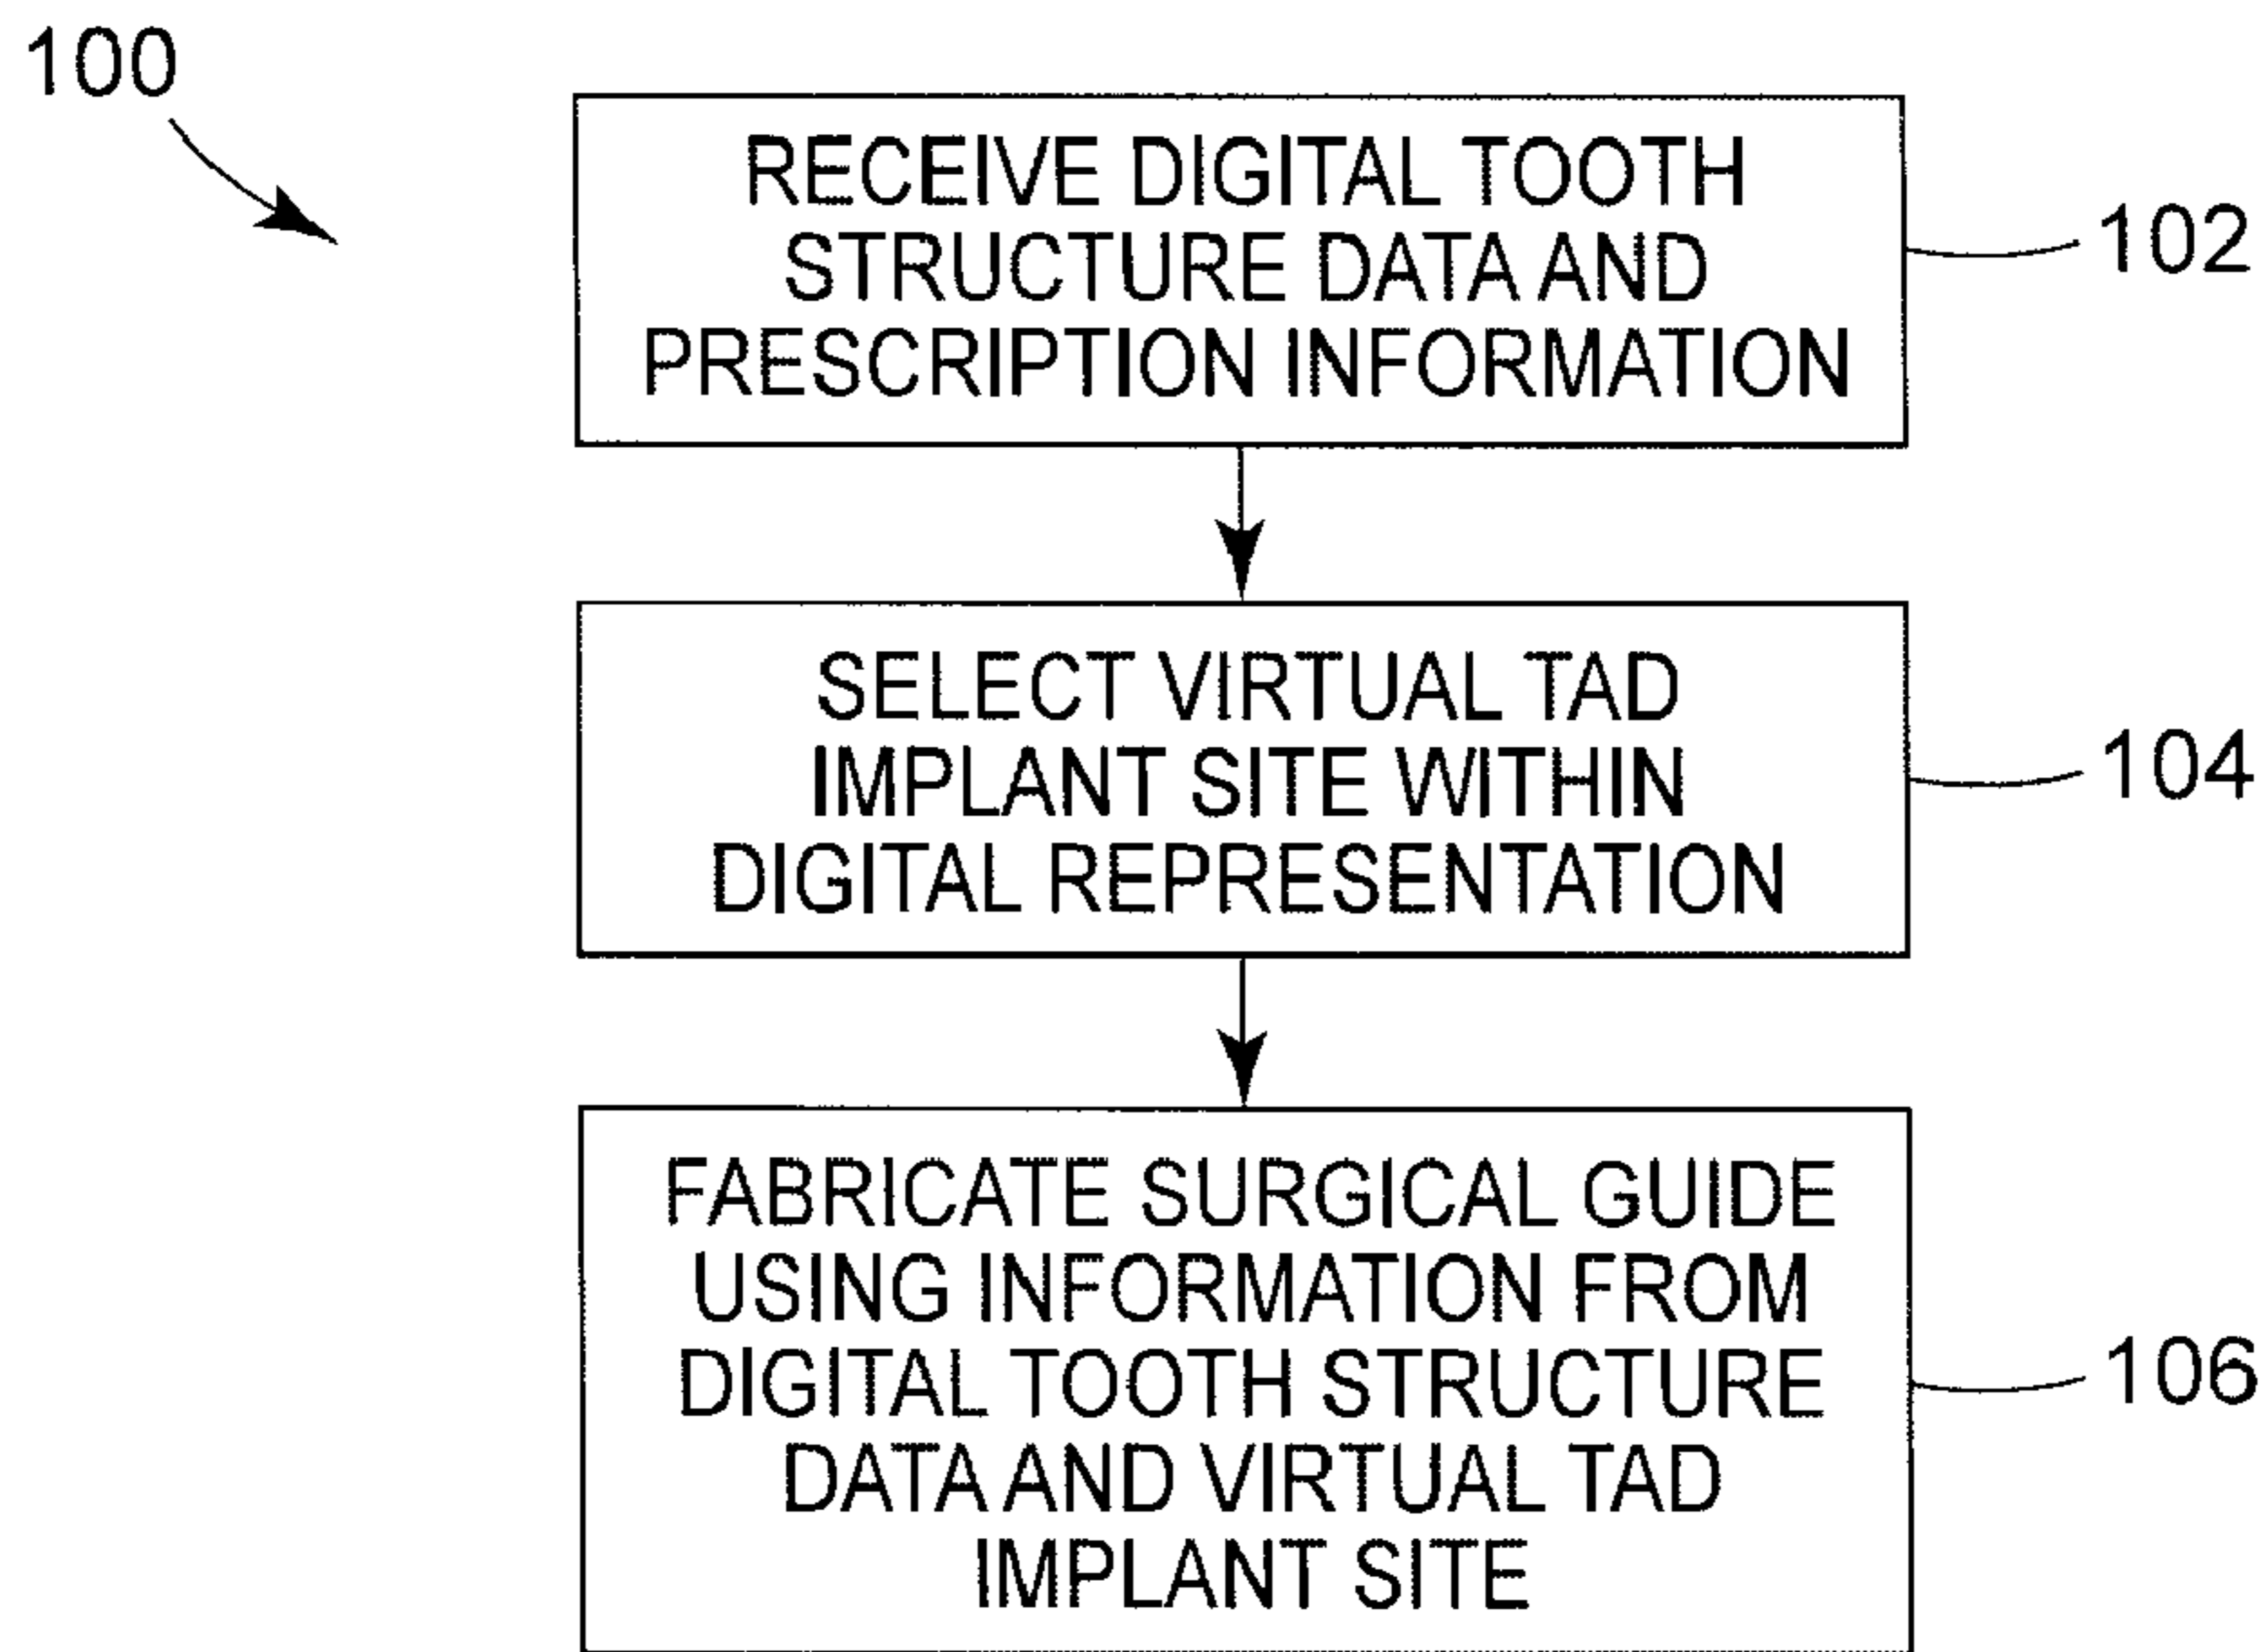 100
RECEIVE DIGITAL TOOTH
STRUCTURE DATA AND
PRESCRIPTION INFORMATION
102
SELECT VIRTUAL TAD
IMPLANT SITE WITHIN
DIGITAL REPRESENTATION
104
FABRICATE SURGICAL GUIDE
USING INFORMATION FROM
DIGITAL TOOTH STRUCTURE
DATA AND VIRTUAL TAD
IMPLANT SITE
106